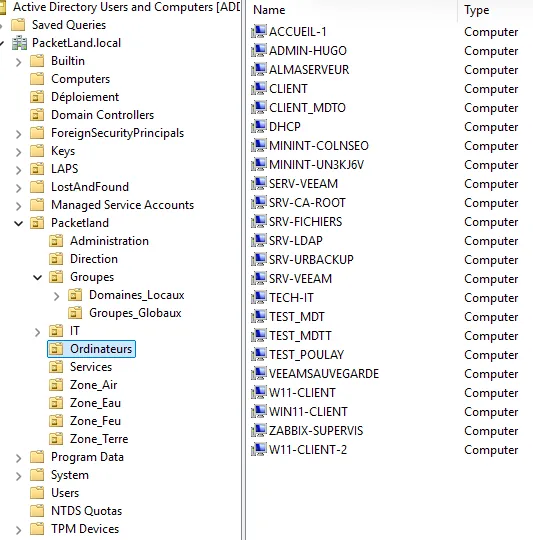 Active Directory Users and Computers [ADD
Saved Queries
PacketLand.local
Builtin
Computers
Déploiement
Domain Controllers
ForeignSecurityPrincipals
Keys
LAPS
LostAndFound
Managed Service Accounts
Packetland
Administration
Direction
Groupes
Domaines_Locaux
Groupes_Globaux
IT
Ordinateurs
Services
Zone_Air
Zone_Eau
Zone_Feu
Zone_Terre
Program Data
System
Users
NTDS Quotas
TPM Devices
Name Type
ACCUEIL-1 Computer
ADMIN-HUGO Computer
ALMASERVEUR Computer
CLIENT Computer
CLIENT_MDTO Computer
DHCP Computer
MININT-COLNSEO Computer
MININT-UN3KJ6V Computer
SERV-VEEAM Computer
SRV-CA-ROOT Computer
SRV-FICHIERS Computer
SRV-LDAP Computer
SRV-URBACKUP Computer
SRV-VEEAM Computer
TECH-IT Computer
TEST_MDT Computer
TEST_MDTT Computer
TEST_POULAY Computer
VEEAMSAUVEGARDE Computer
W11-CLIENT Computer
WIN11-CLIENT Computer
ZABBIX-SUPERVIS Computer
W11-CLIENT-2 Computer